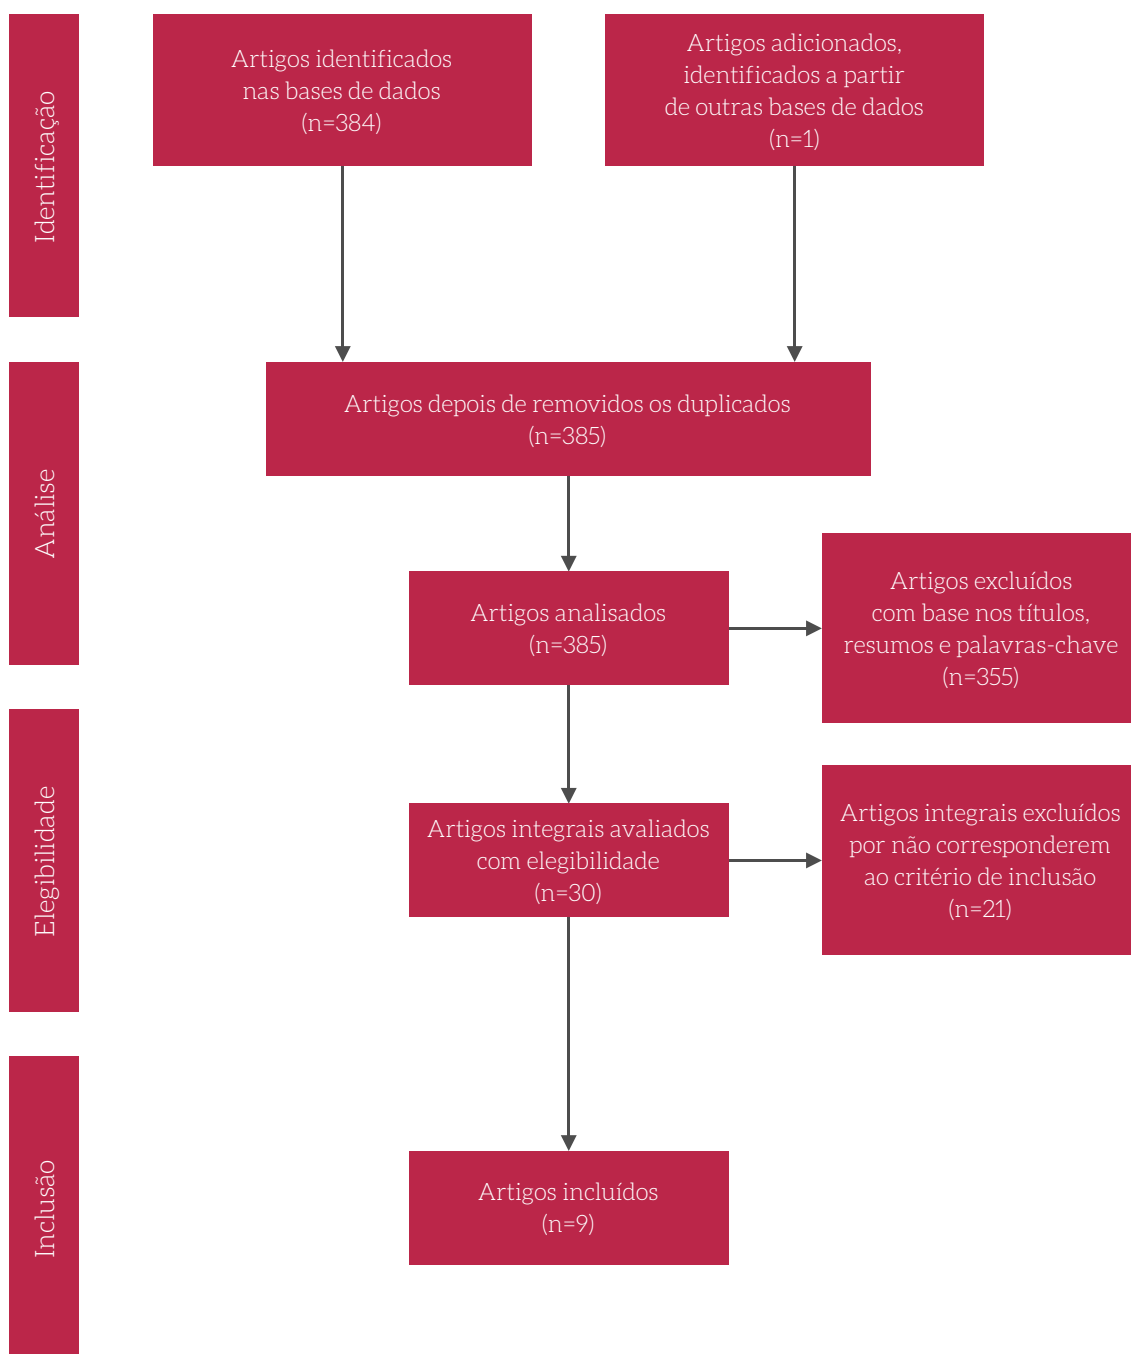 Identificação
Artigos identificados
nas bases de dados
(n=384)
Artigos adicionados,
identificados a partir
de outras bases de dados
(n=1)
Análise
Artigos depois de removidos os duplicados
(n=385)
Artigos analisados
(n=385)
Artigos excluídos
com base nos títulos,
resumos e palavras-chave
(n=355)
Elegibilidade
Artigos integrais avaliados
com elegibilidade
(n=30)
Artigos integrais excluídos
por não corresponderem
ao critério de inclusão
(n=21)
Inclusão
Artigos incluídos
(n=9)